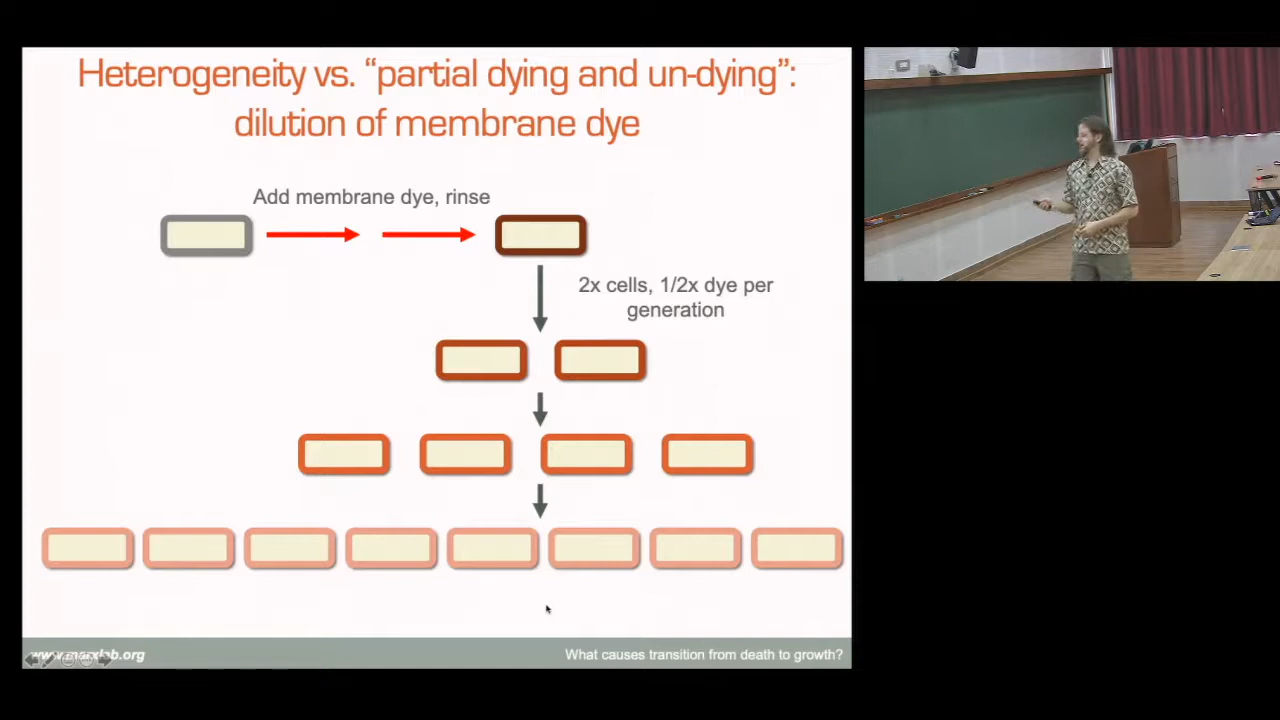 Heterogeneity vs. “partial dying and un-dying”:
dilution of membrane dye
Add membrane dye, rinse
2x cells, 1/2x dye per
generation
www.marxlab.org
What causes transition from death to growth?